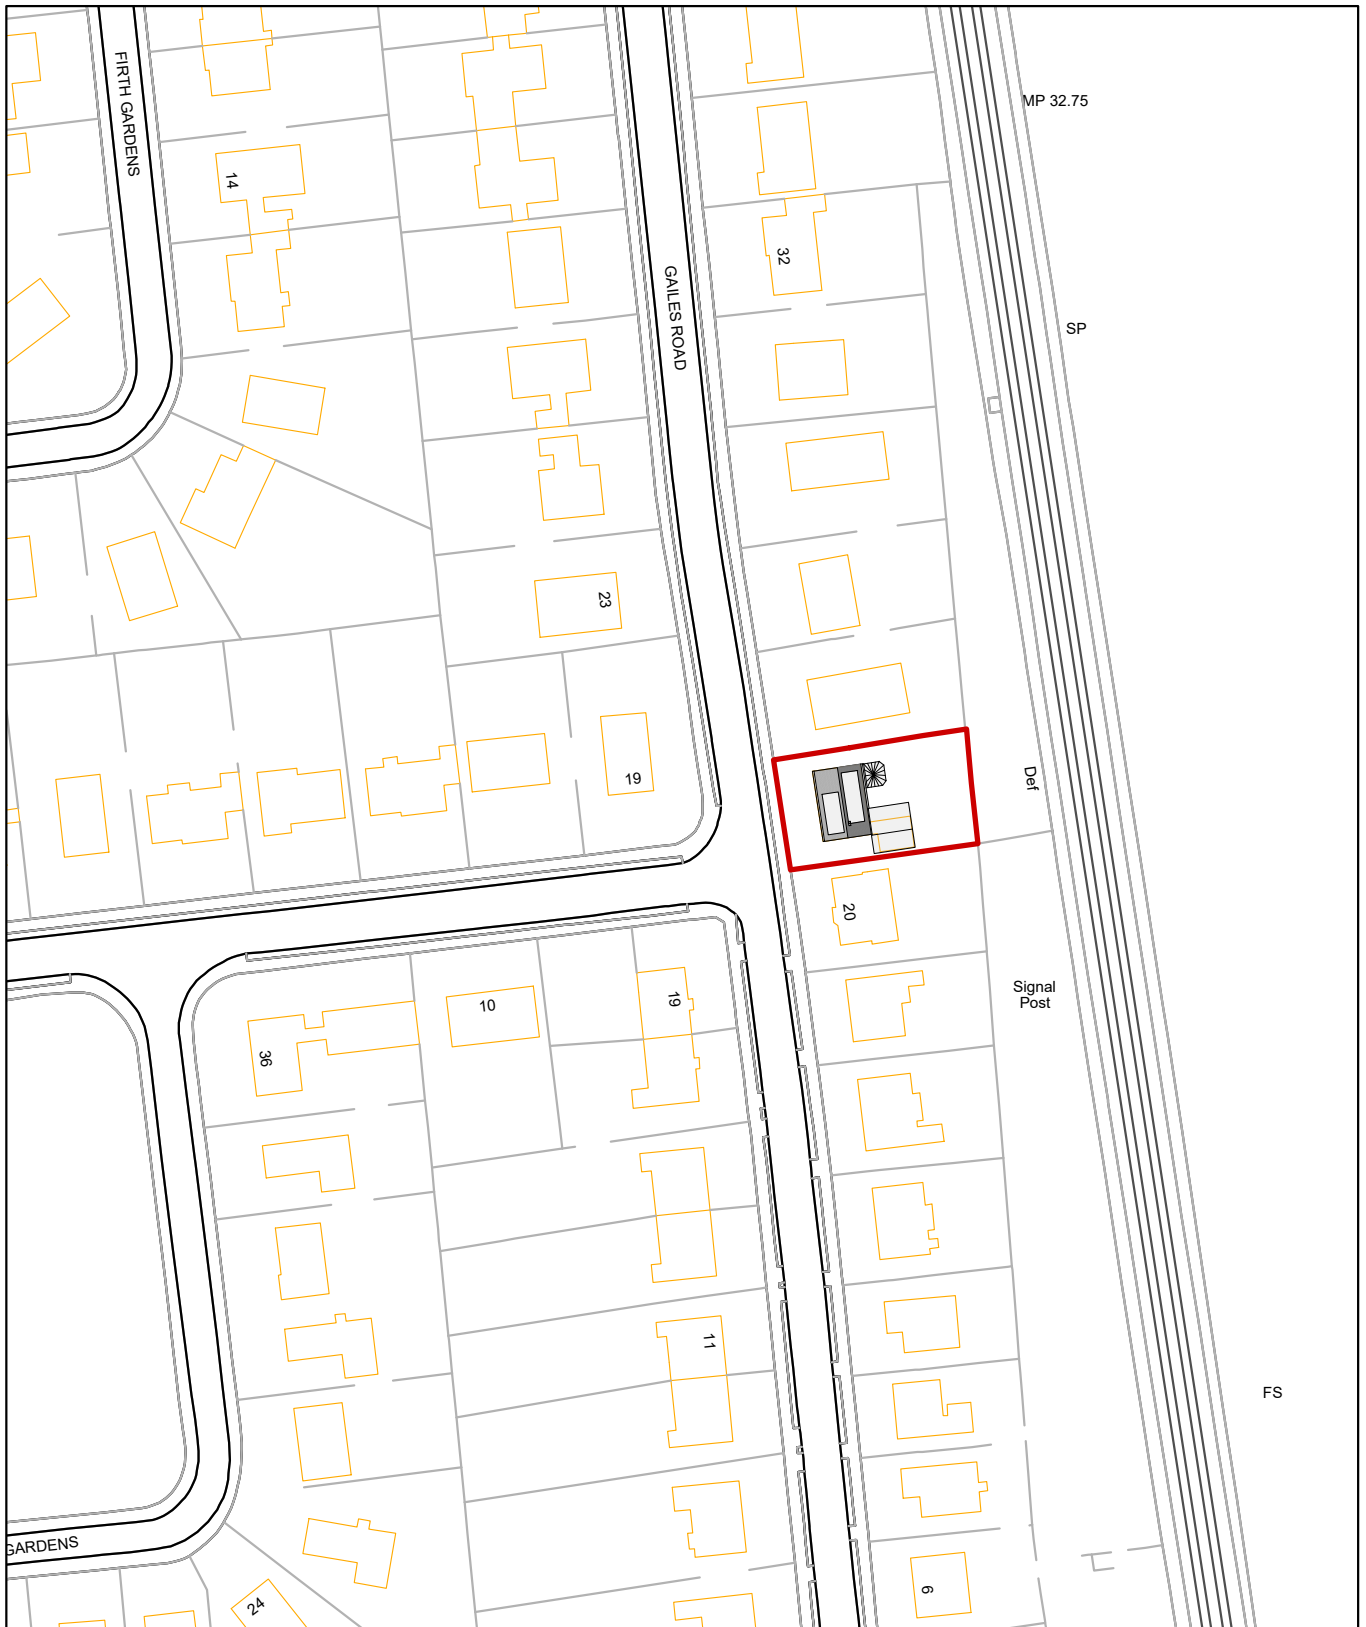 FIRTH GARDENS
MP 32.75
14
32
GAILES ROAD
SP
23
19
Def
20
Signal
Post
10
19
36
11
FS
GARDENS
6
24